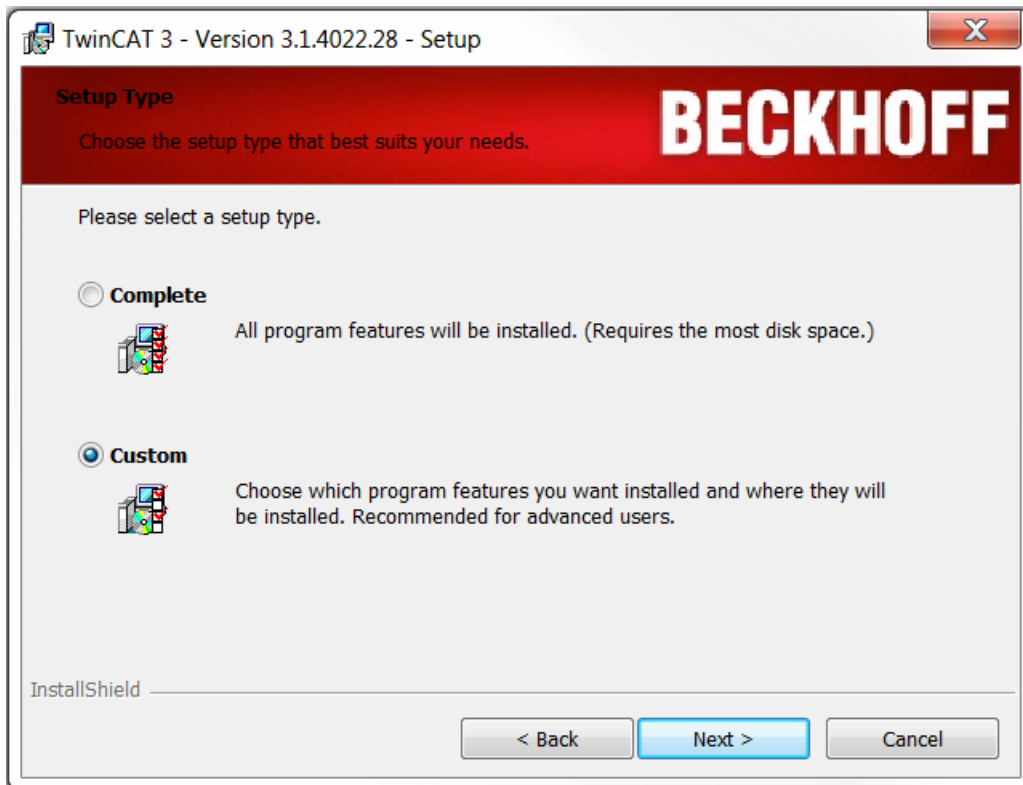 TwinCAT 3 - Version 3.1.4022.28 - Setup
Setup Type
BECKHOFF
Choose the setup type that best suits your needs.
Please select a setup type.
Complete
All program features will be installed. (Requires the most disk space.)
Custom
Choose which program features you want installed and where they will
be installed. Recommended for advanced users.
InstallShield
< Back
Next >
Cancel